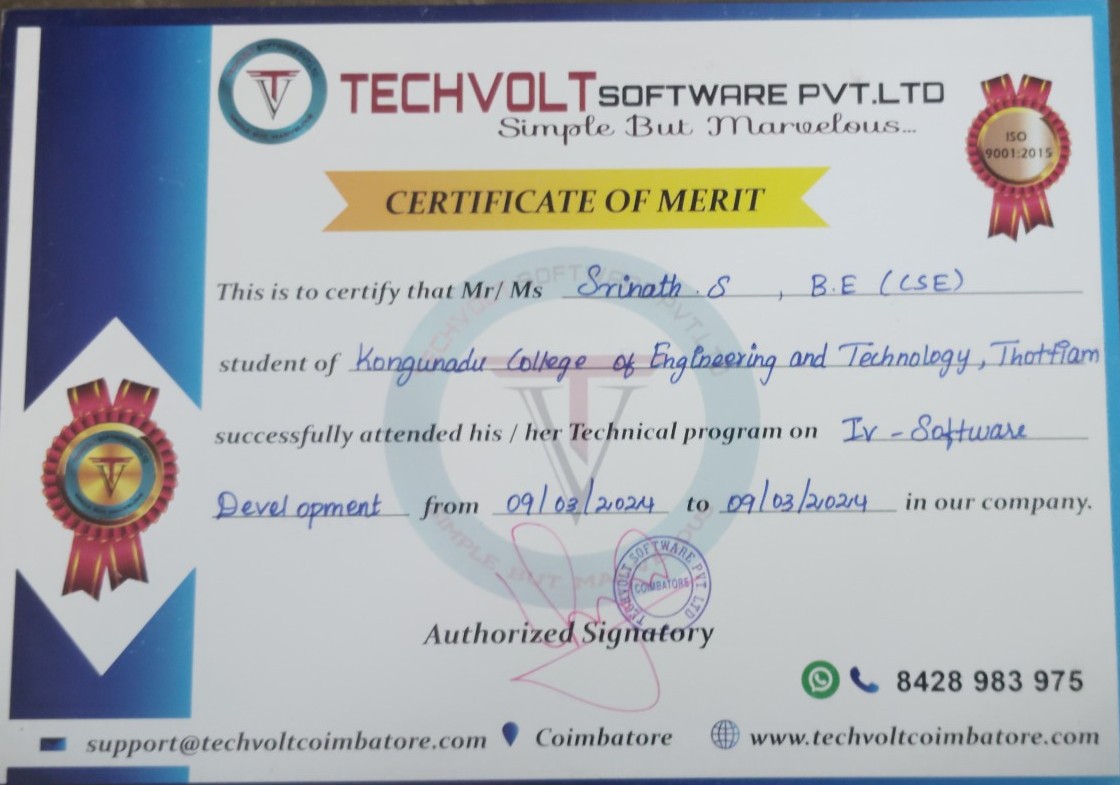 TECHVOLT SOFTWARE PVT.LTD
Simple But Marvelous...
ISO
9001:2015
CERTIFICATE OF MERIT
This is to certify that Mr/ Ms Srinath .S , B.E (CSE)
student of Kongunadu College of Engineering and Technology, Thottiam
successfully attended his / her Technical program on Iv - Software
Development from 09/03/2024 to 09/03/2024 in our company.
TECHVOLT SOFTWARE PVT LTD
COIMBATORE
Authorized Signatory
8428 983 975
support@techvoltcoimbatore.com Coimbatore www.techvoltcoimbatore.com